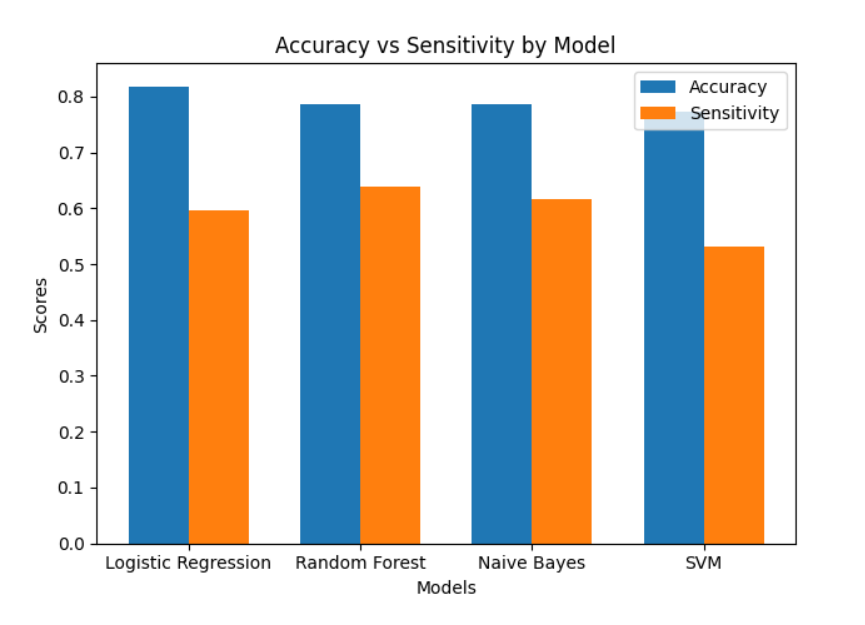 Accuracy vs Sensitivity by Model
Accuracy
Sensitivity
Scores
0.8
0.7
0.6
0.5
0.4
0.3
0.2
0.1
0.0
Logistic Regression Random Forest Naive Bayes SVM
Models